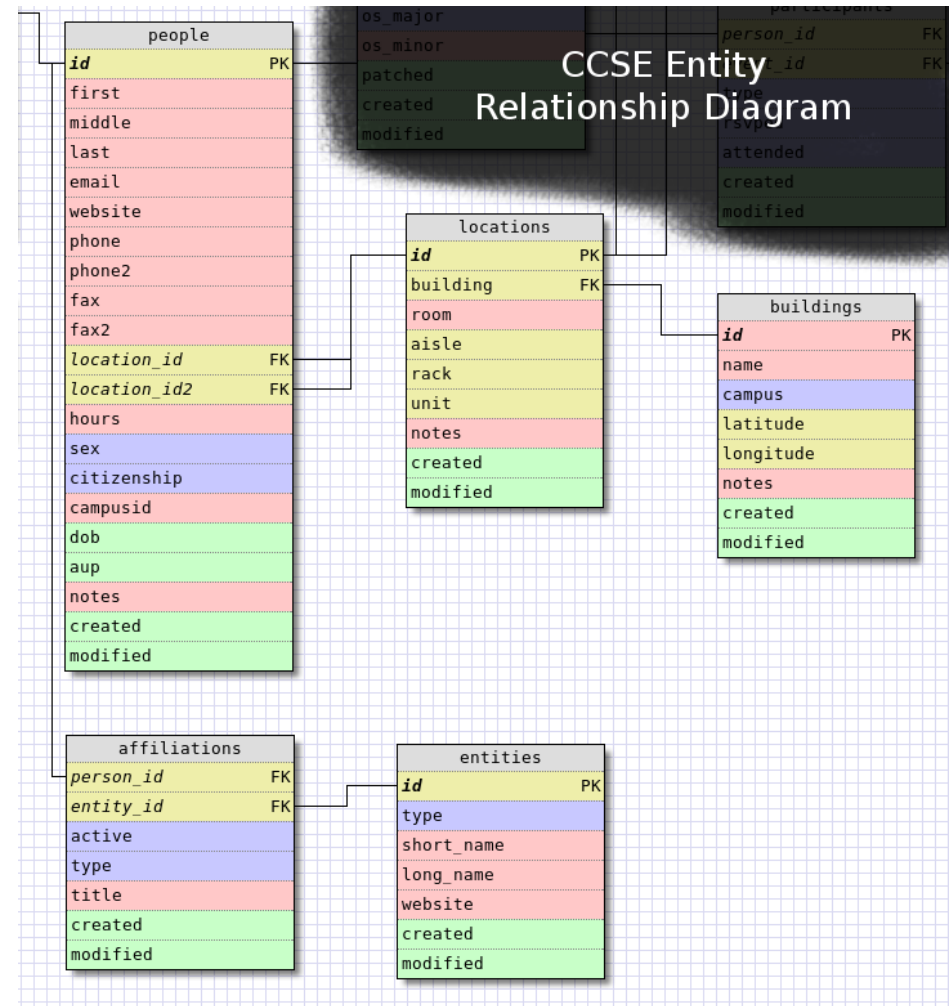 CCSE Entity
Relationship Diagram
people
id PK
first
middle
last
email
website
phone
phone2
fax
fax2
location_id FK
location_id2 FK
hours
sex
citizenship
campusid
dob
aup
notes
created
modified
os_major
os_minor
patched
created
modified
participants
person_id FK
FK
type
attended
created
modified
locations
id PK
building FK
room
aisle
rack
unit
notes
created
modified
buildings
id PK
name
campus
latitude
longitude
notes
created
modified
affiliations
person_id FK
entity_id FK
active
type
title
created
modified
entities
id PK
type
short_name
long_name
website
created
modified